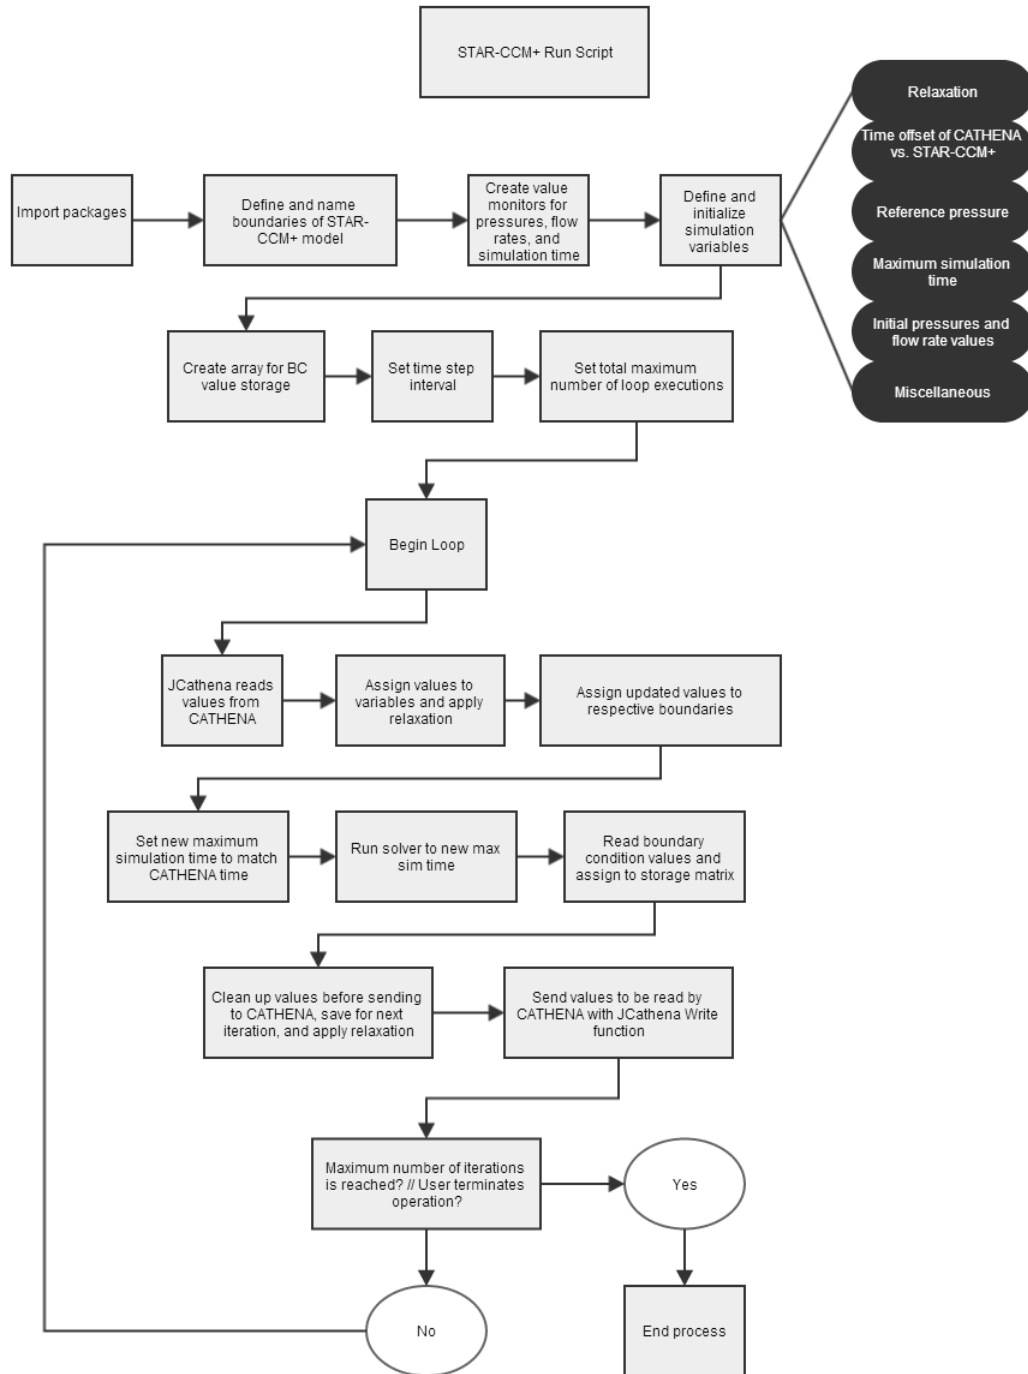 STAR-CCM+ Run Script
Relaxation
Time offset of CATHENA
vs. STAR-CCM+
Reference pressure
Maximum simulation
time
Initial pressures and
flow rate values
Miscellaneous
Import packages
Define and name
boundaries of STAR-
CCM+ model
Create value
monitors for
pressures, flow
rates, and
simulation time
Define and
initialize
simulation
variables
Create array for BC
value storage
Set time step
interval
Set total maximum
number of loop executions
Begin Loop
JCathena reads
values from
CATHENA
Assign values to
variables and apply
relaxation
Assign updated values to
respective boundaries
Set new maximum
simulation time to match
CATHENA time
Run solver to new max
sim time
Read boundary
condition values and
assign to storage matrix
Clean up values before sending
to CATHENA, save for next
iteration, and apply relaxation
Send values to be read by
CATHENA with JCathena Write
function
Maximum number of iterations
is reached? // User terminates
operation?
Yes
No
End process